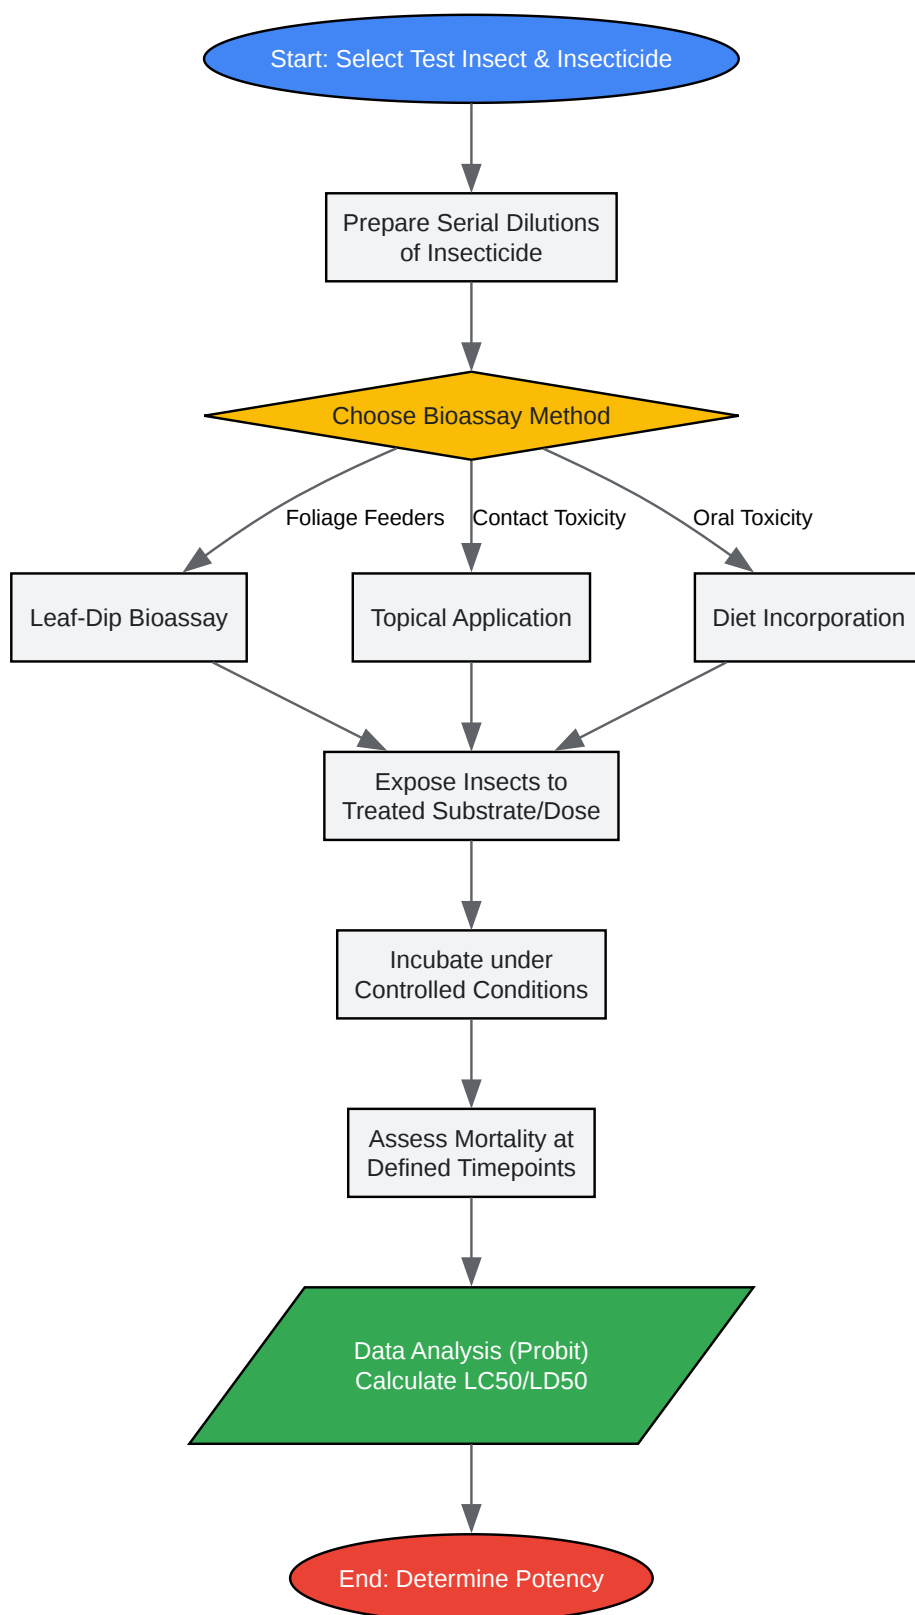 Start: Select Test Insect & Insecticide
Prepare Serial Dilutions
of Insecticide
Choose Bioassay Method
Foliage Feeders
Contact Toxicity
Oral Toxicity
Leaf-Dip Bioassay
Topical Application
Diet Incorporation
Expose Insects to
Treated Substrate/Dose
Incubate under
Controlled Conditions
Assess Mortality at
Defined Timepoints
Data Analysis (Probit)
Calculate LC50/LD50
End: Determine Potency